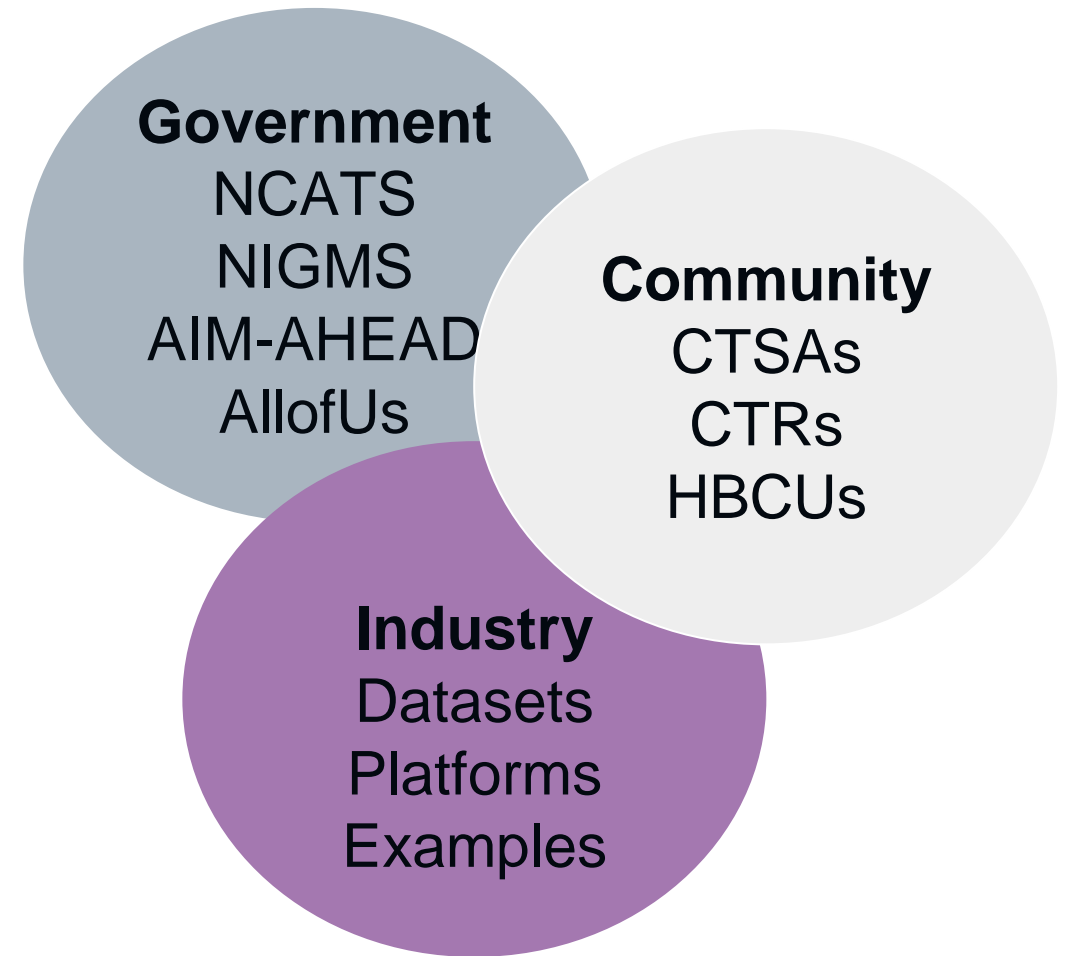 Government
NCATS
NIGMS
AIM-AHEAD
AllofUs
Community
CTSAs
CTRs
HBCUs
Industry
Datasets
Platforms
Examples